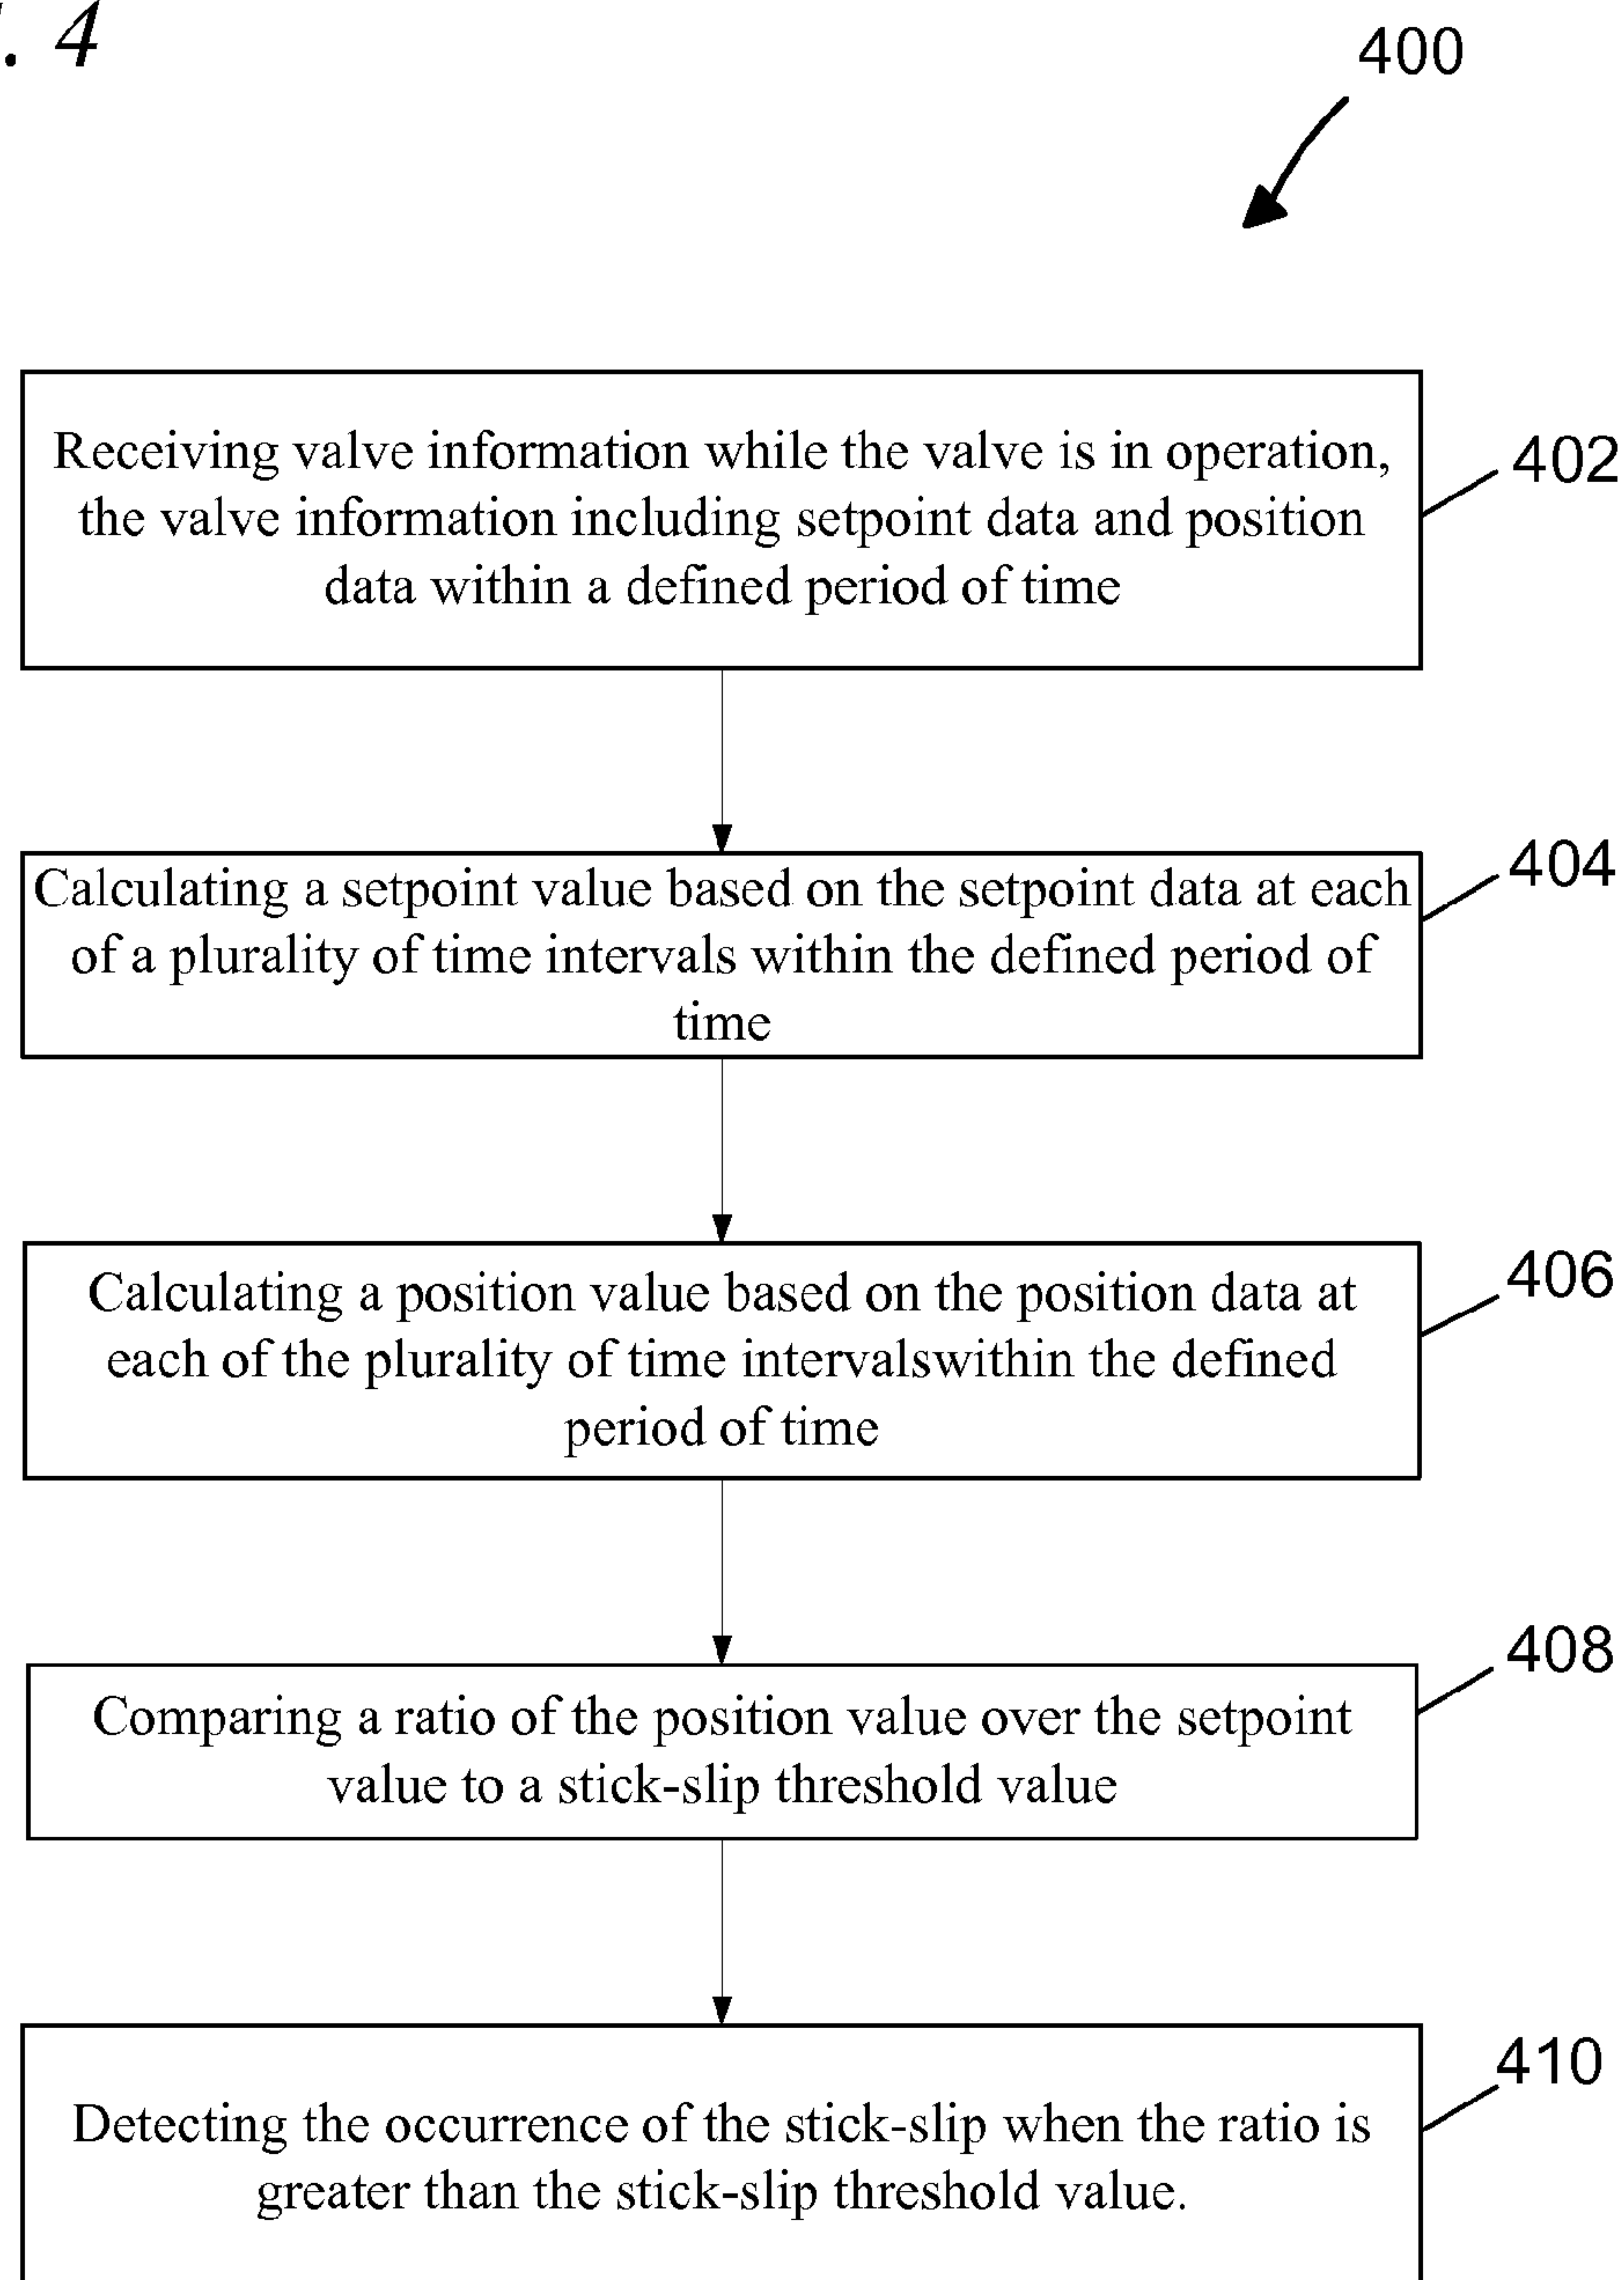 . 4
400
Receiving valve information while the valve is in operation,
the valve information including setpoint data and position
data within a defined period of time
402
Calculating a setpoint value based on the setpoint data at each
of a plurality of time intervals within the defined period of
time
404
Calculating a position value based on the position data at
each of the plurality of time intervalswithin the defined
period of time
406
Comparing a ratio of the position value over the setpoint
value to a stick-slip threshold value
408
Detecting the occurrence of the stick-slip when the ratio is
greater than the stick-slip threshold value.
410